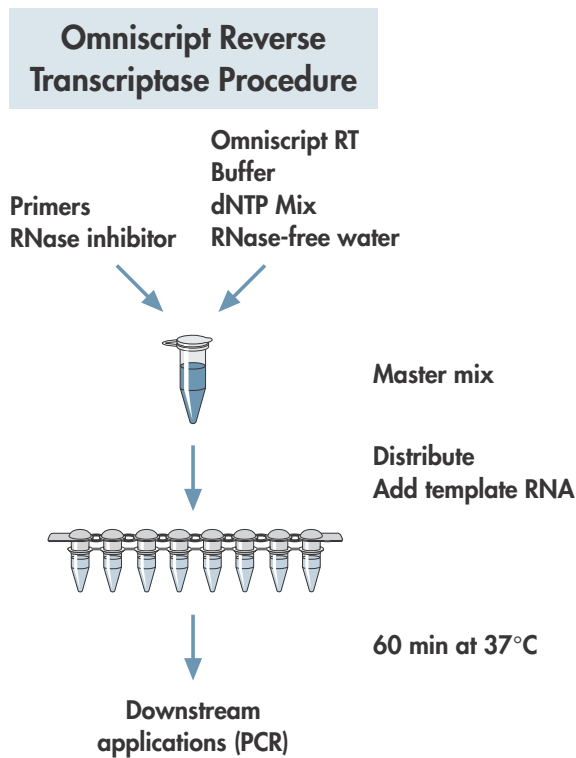 Omniscript Reverse
Transcriptase Procedure
Primers
RNase inhibitor
Omniscript RT
Buffer
dNTP Mix
RNase-free water
Master mix
Distribute
Add template RNA
60 min at 37°C
Downstream
applications (PCR)